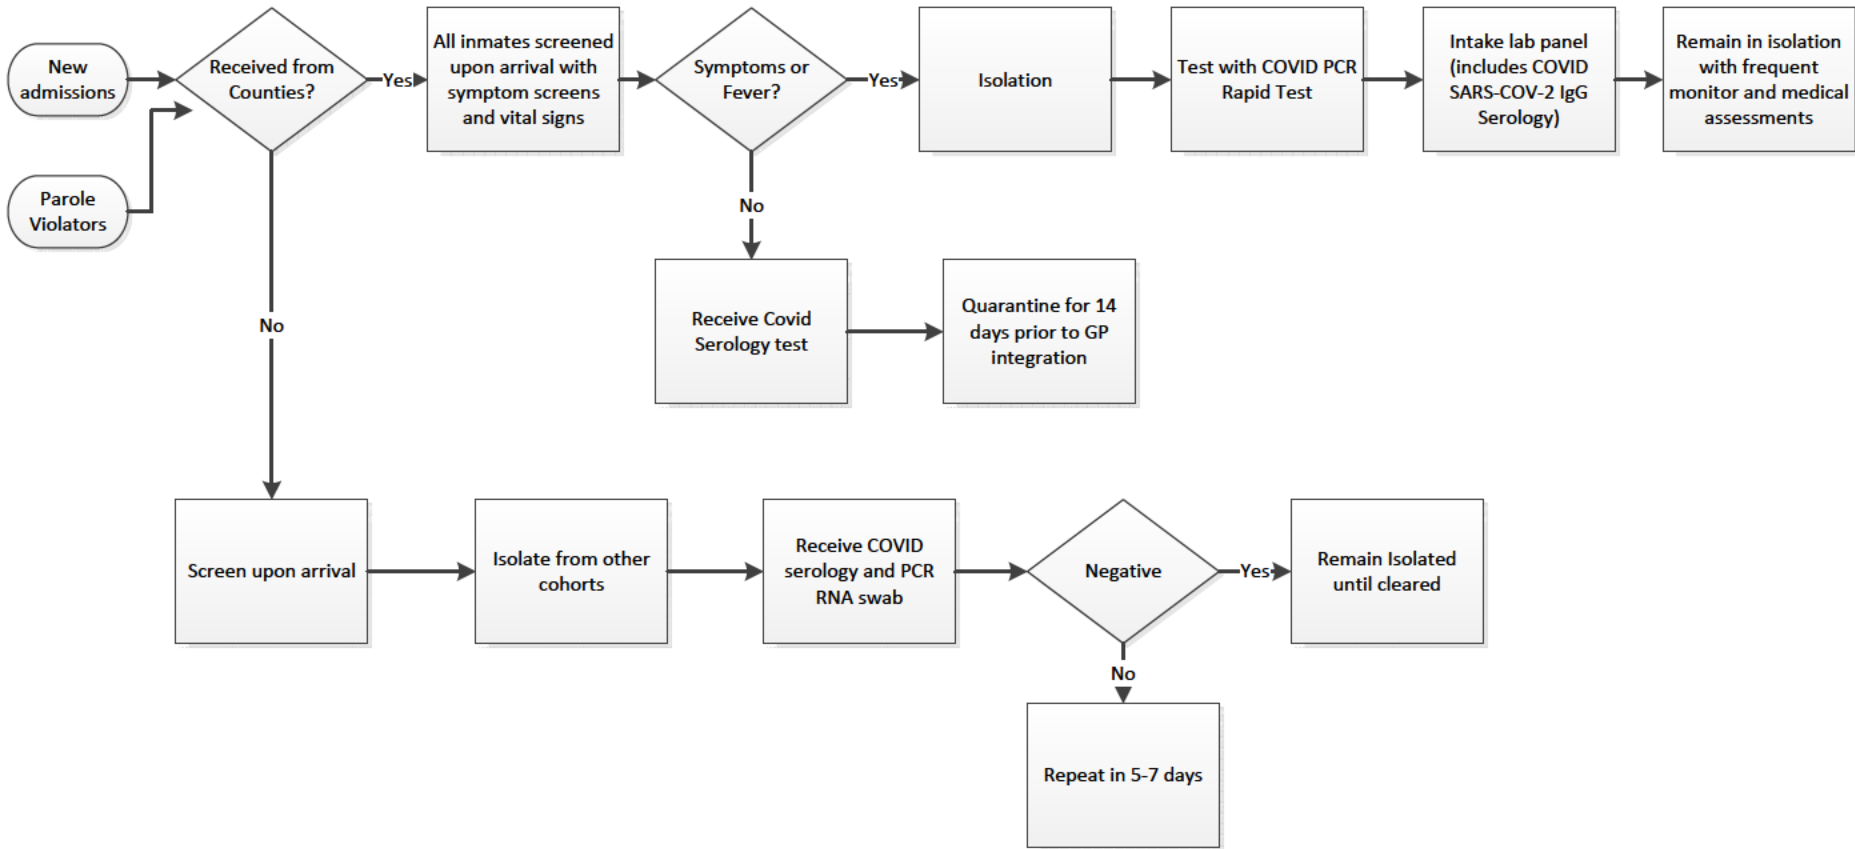 New
admissions
Received from
Counties?
Yes
All inmates screened
upon arrival with
symptom screens
and vital signs
Symptoms or
Fever?
Yes
Isolation
Test with COVID PCR
Rapid Test
Intake lab panel
(includes COVID
SARS-COV-2 IgG
Serology)
Remain in isolation
with frequent
monitor and medical
assessments
Parole
Violators
No
Receive Covid
Serology test
Quarantine for 14
days prior to GP
integration
No
Screen upon arrival
Isolate from other
cohorts
Receive COVID
serology and PCR
RNA swab
Negative
Yes
Remain Isolated
until cleared
No
Repeat in 5-7 days